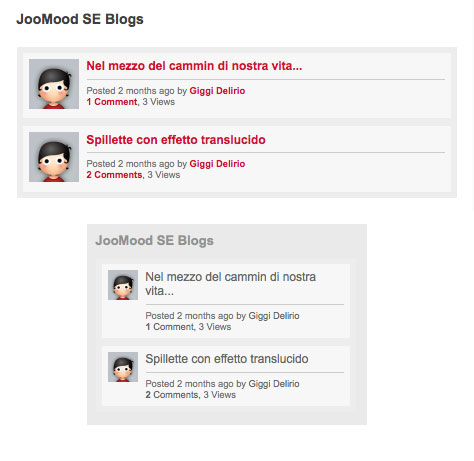 JooMood SE Blogs
Nel mezzo del cammin di nostra vita...
Posted 2 months ago by Giggi Delirio
1 Comment, 3 Views
Spillette con effetto translucido
Posted 2 months ago by Giggi Delirio
2 Comments, 3 Views
JooMood SE Blogs
Nel mezzo del cammin di nostra
vita...
Posted 2 months ago by Giggi Delirio
1 Comment, 3 Views
Spillette con effetto translucido
Posted 2 months ago by Giggi Delirio
2 Comments, 3 Views